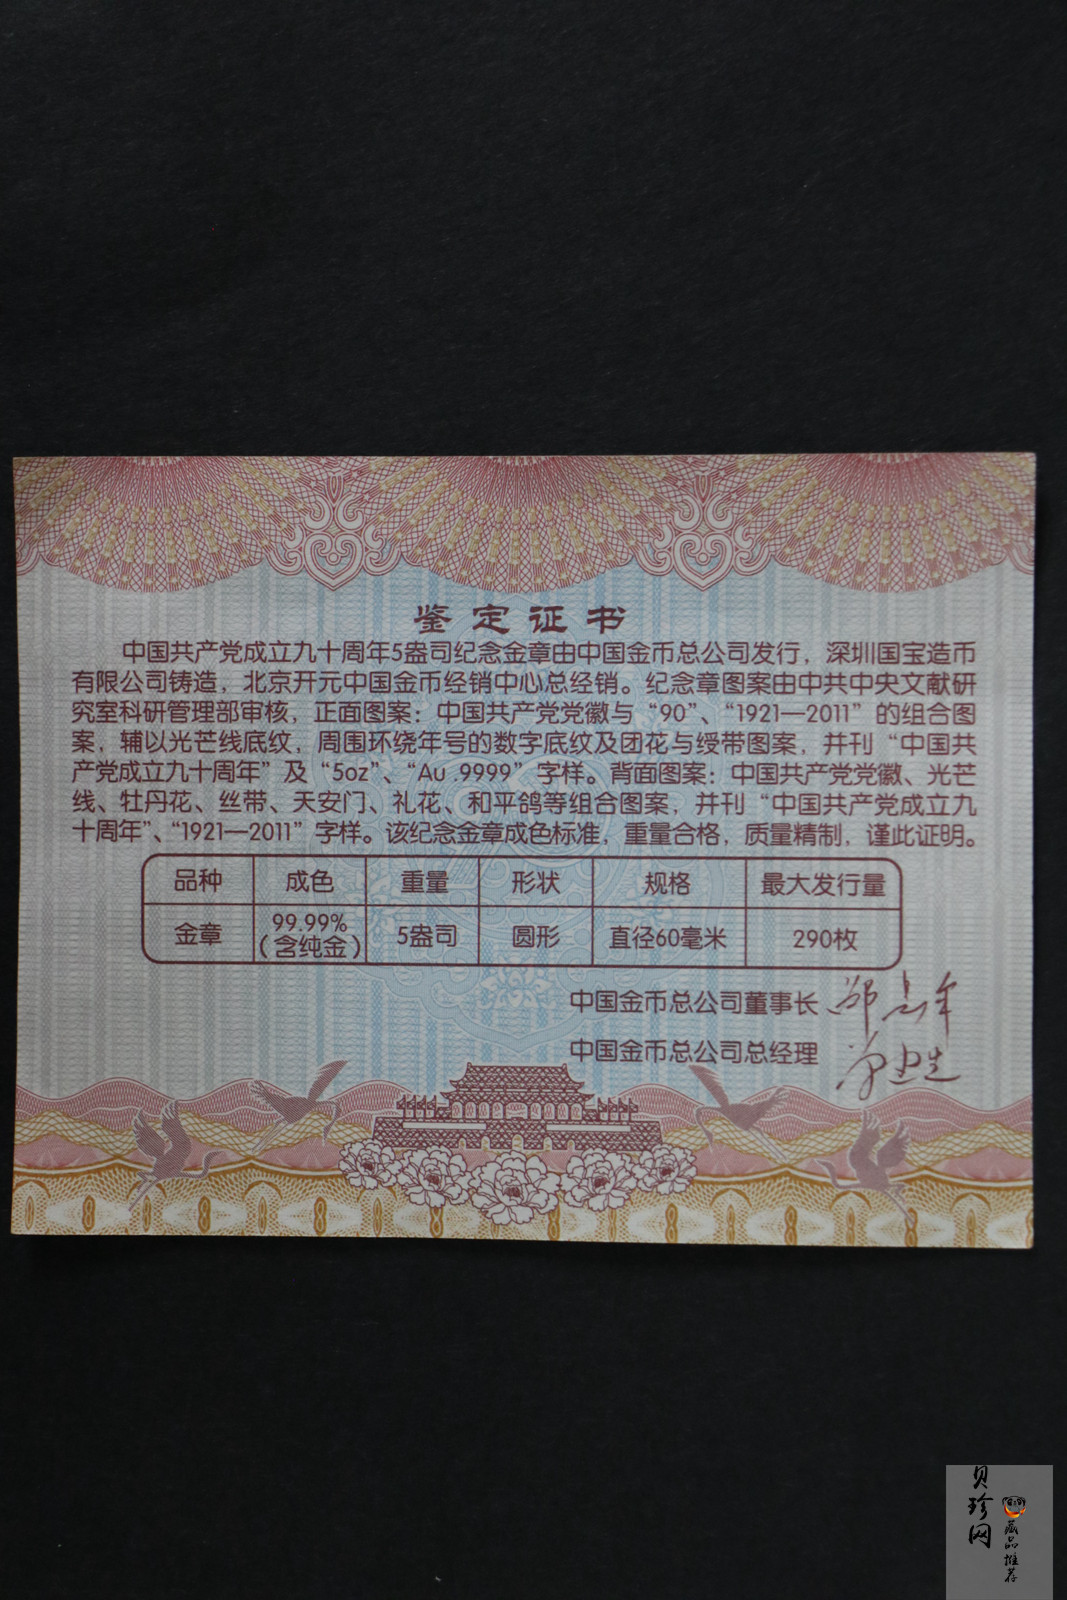 鉴定证书
中国共产党成立九十周年5盎司纪念金章由中国金币总公司发行，深圳国宝造币
有限公司铸造，北京开元中国金币经销中心总经销。纪念章图案由中共中央文献研
究室科研管理部审核，正面图案：中国共产党党徽与“90”、“1921—2011”的组合图
案，辅以光芒线底纹，周围环绕年号的数字底纹及团花与绶带图案，并刊“中国共
产党成立九十周年”及“5oz”、“Au .9999”字样。背面图案：中国共产党党徽、光芒
线、牡丹花、丝带、天安门、礼花、和平鸽等组合图案，并刊“中国共产党成立九
十周年”、“1921—2011”字样。该纪念金章成色标准，重量合格，质量精制，谨此证明。
品种 成色 重量 形状 规格 最大发行量
金章 99.99%（含纯金） 5盎司 圆形 直径60毫米 290枚
中国金币总公司董事长
中国金币总公司总经理
贝珍网
藏品推荐